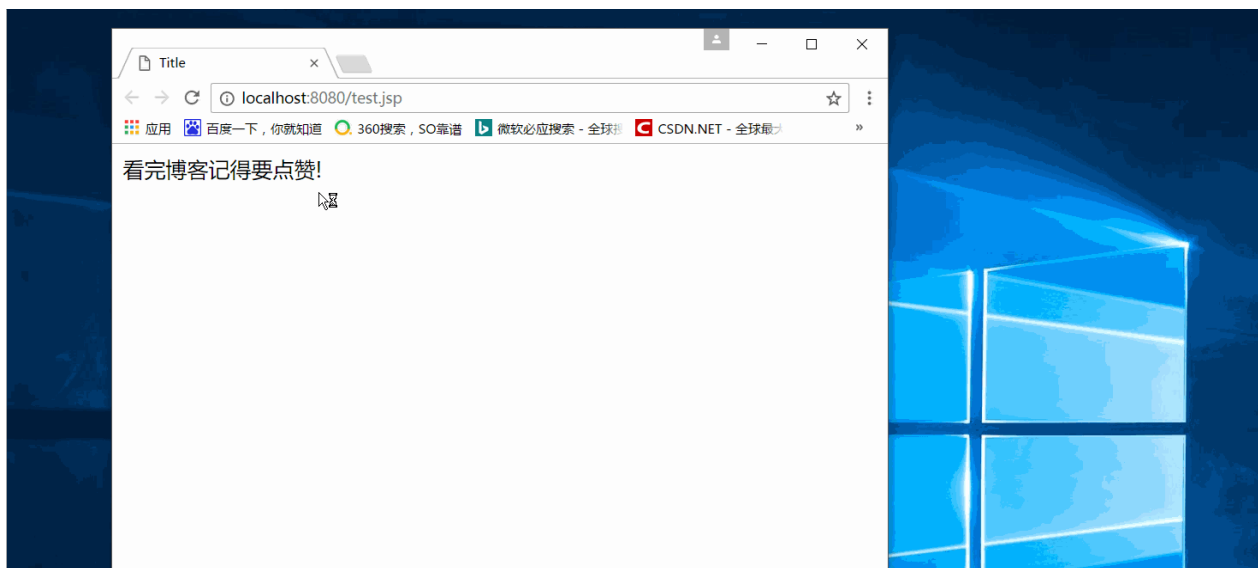 Title
localhost:8080/test.jsp
应用 百度一下，你就知道 360搜索，SO靠谱 微软必应搜索 - 全球 CSDN.NET - 全球最
看完博客记得要点赞!